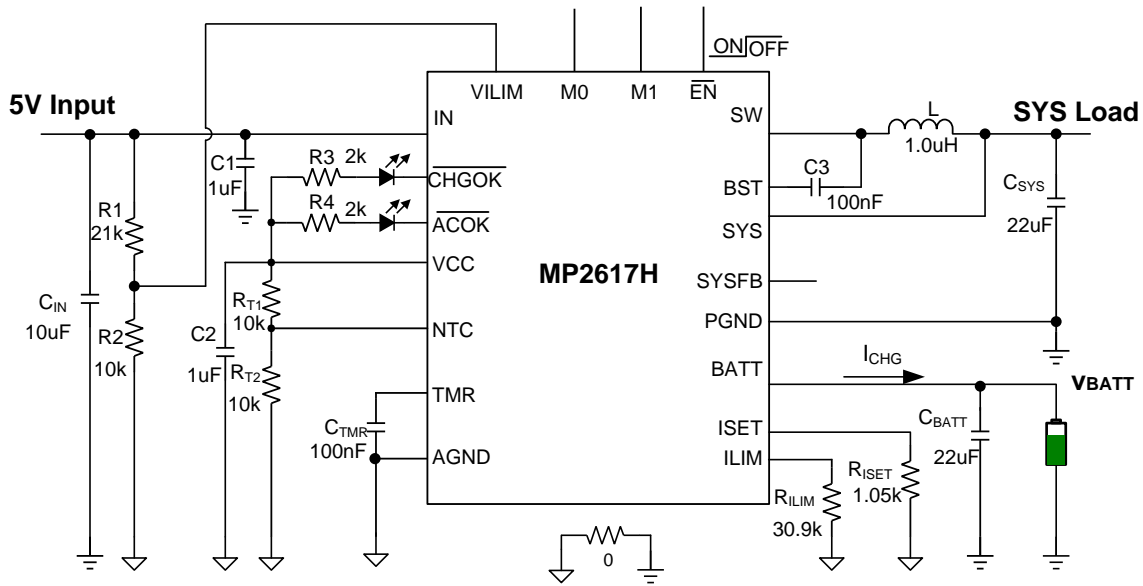 ON OFF
VILIM M0 M1 EN
5V Input
IN
SW
L
1.0uH
SYS Load
C1
1uF
R3 2k
CHGOK
R4 2k
ACOK
BST
C3
100nF
CSYS
22uF
R1
21k
VCC
SYS
MP2617H
SYSFB
CIN
10uF
R2
10k
C2
1uF
RT1
10k
NTC
PGND
RT2
10k
BATT
ICHG
VBATT
TMR
CTMR
100nF
AGND
ISET
ILIM
CBATT
22uF
RISET
1.05k
RILIM
30.9k
0